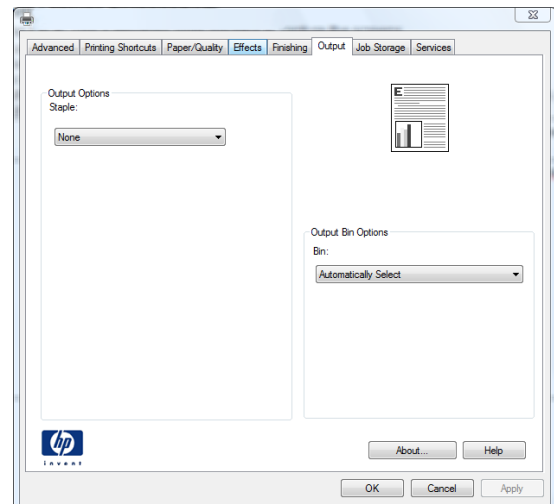 Advanced Printing Shortcuts Paper/Quality Effects Finishing Output Job Storage Services
Output Options
Staple:
None
E
Output Bin Options
Bin:
Automatically Select
hp
invent
About... Help
OK Cancel Apply